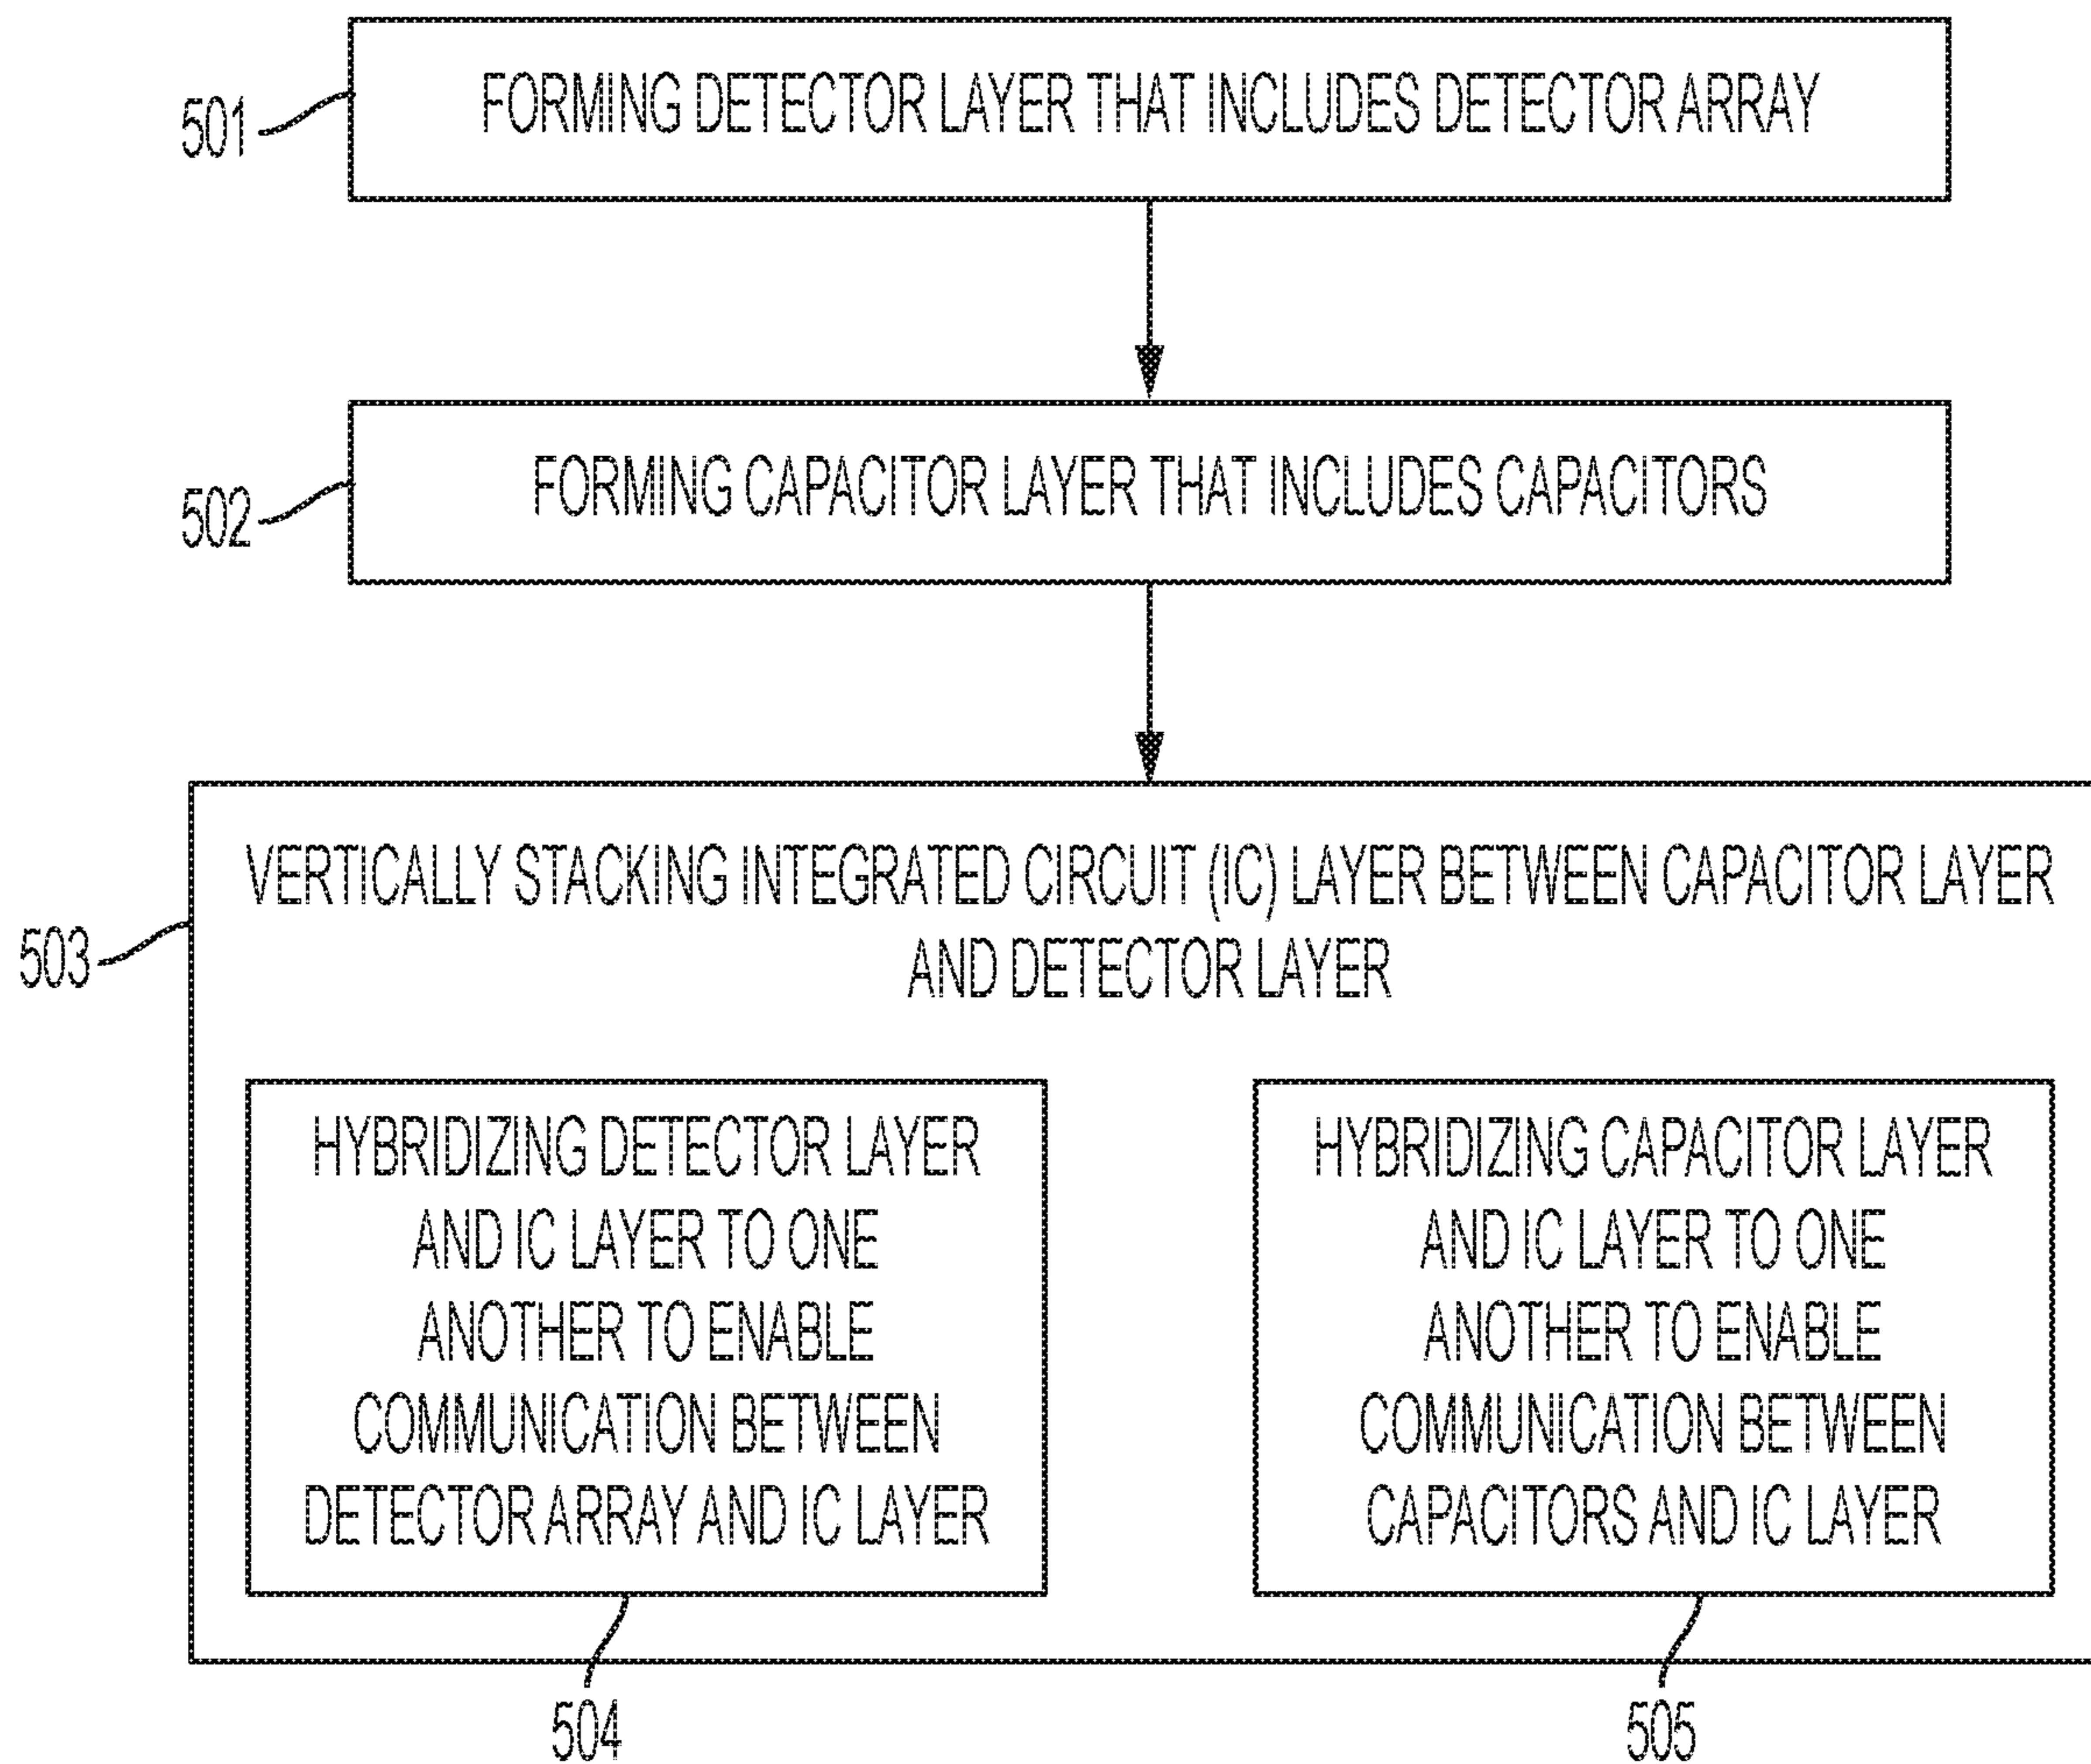 501
FORMING DETECTOR LAYER THAT INCLUDES DETECTOR ARRAY
502
FORMING CAPACITOR LAYER THAT INCLUDES CAPACITORS
503
VERTICALLY STACKING INTEGRATED CIRCUIT (IC) LAYER BETWEEN CAPACITOR LAYER
AND DETECTOR LAYER
HYBRIDIZING DETECTOR LAYER
AND IC LAYER TO ONE
ANOTHER TO ENABLE
COMMUNICATION BETWEEN
DETECTOR ARRAY AND IC LAYER
504
HYBRIDIZING CAPACITOR LAYER
AND IC LAYER TO ONE
ANOTHER TO ENABLE
COMMUNICATION BETWEEN
CAPACITORS AND IC LAYER
505